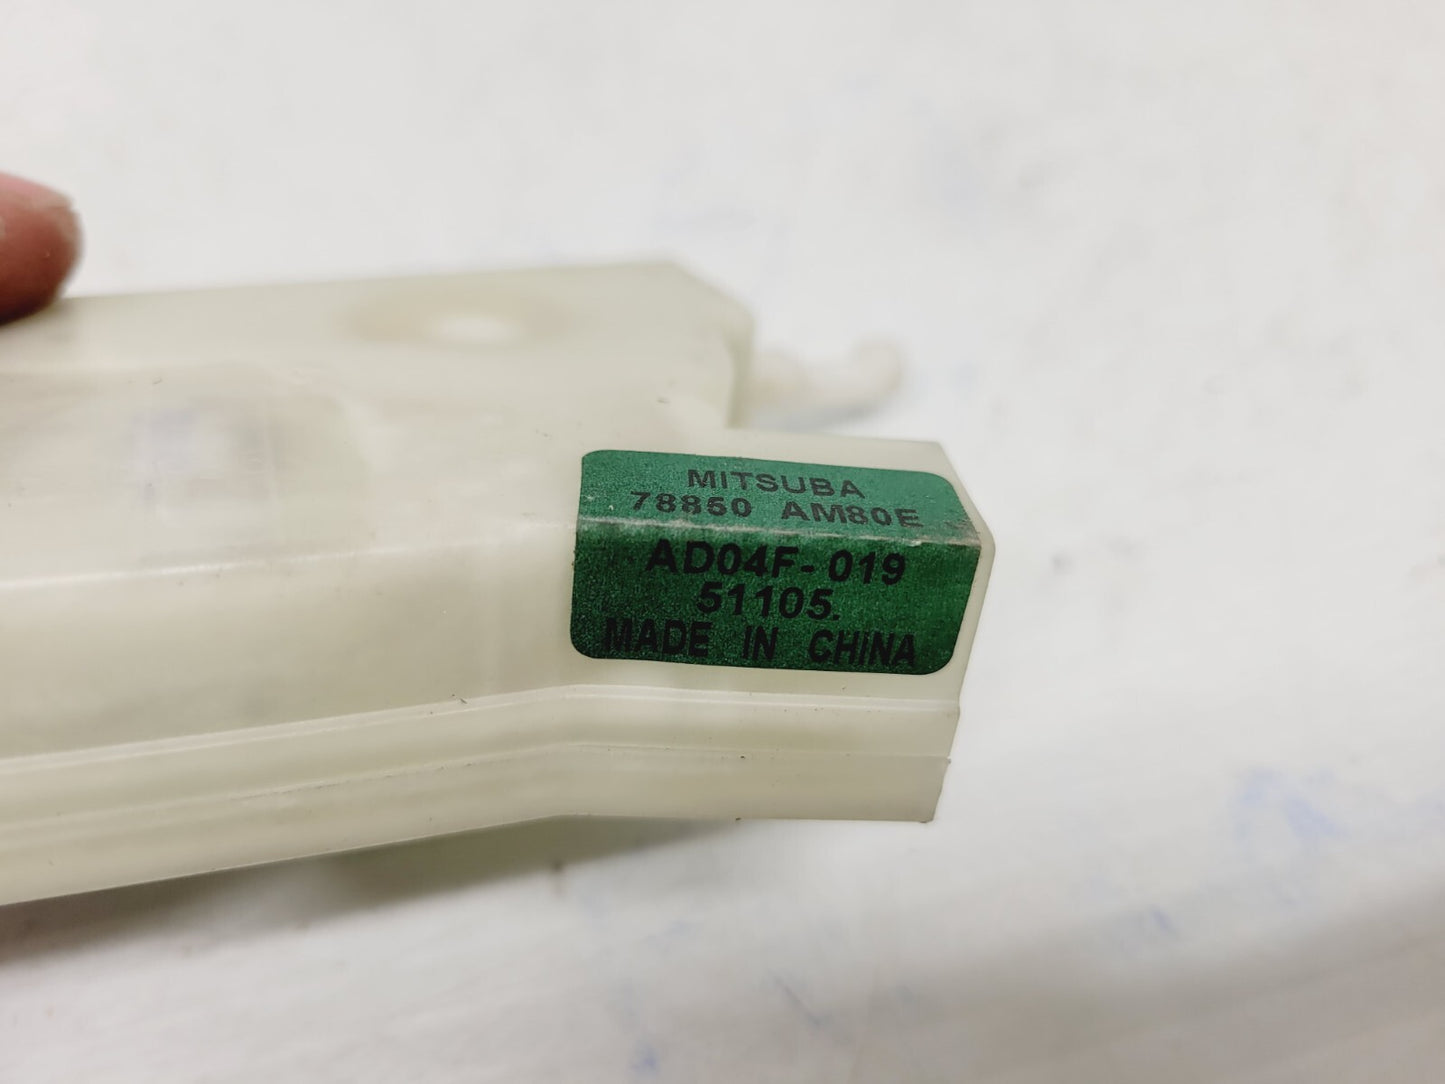 MITSUBA
78850 AM80E
AD04F-019
51105.
MADE IN CHINA